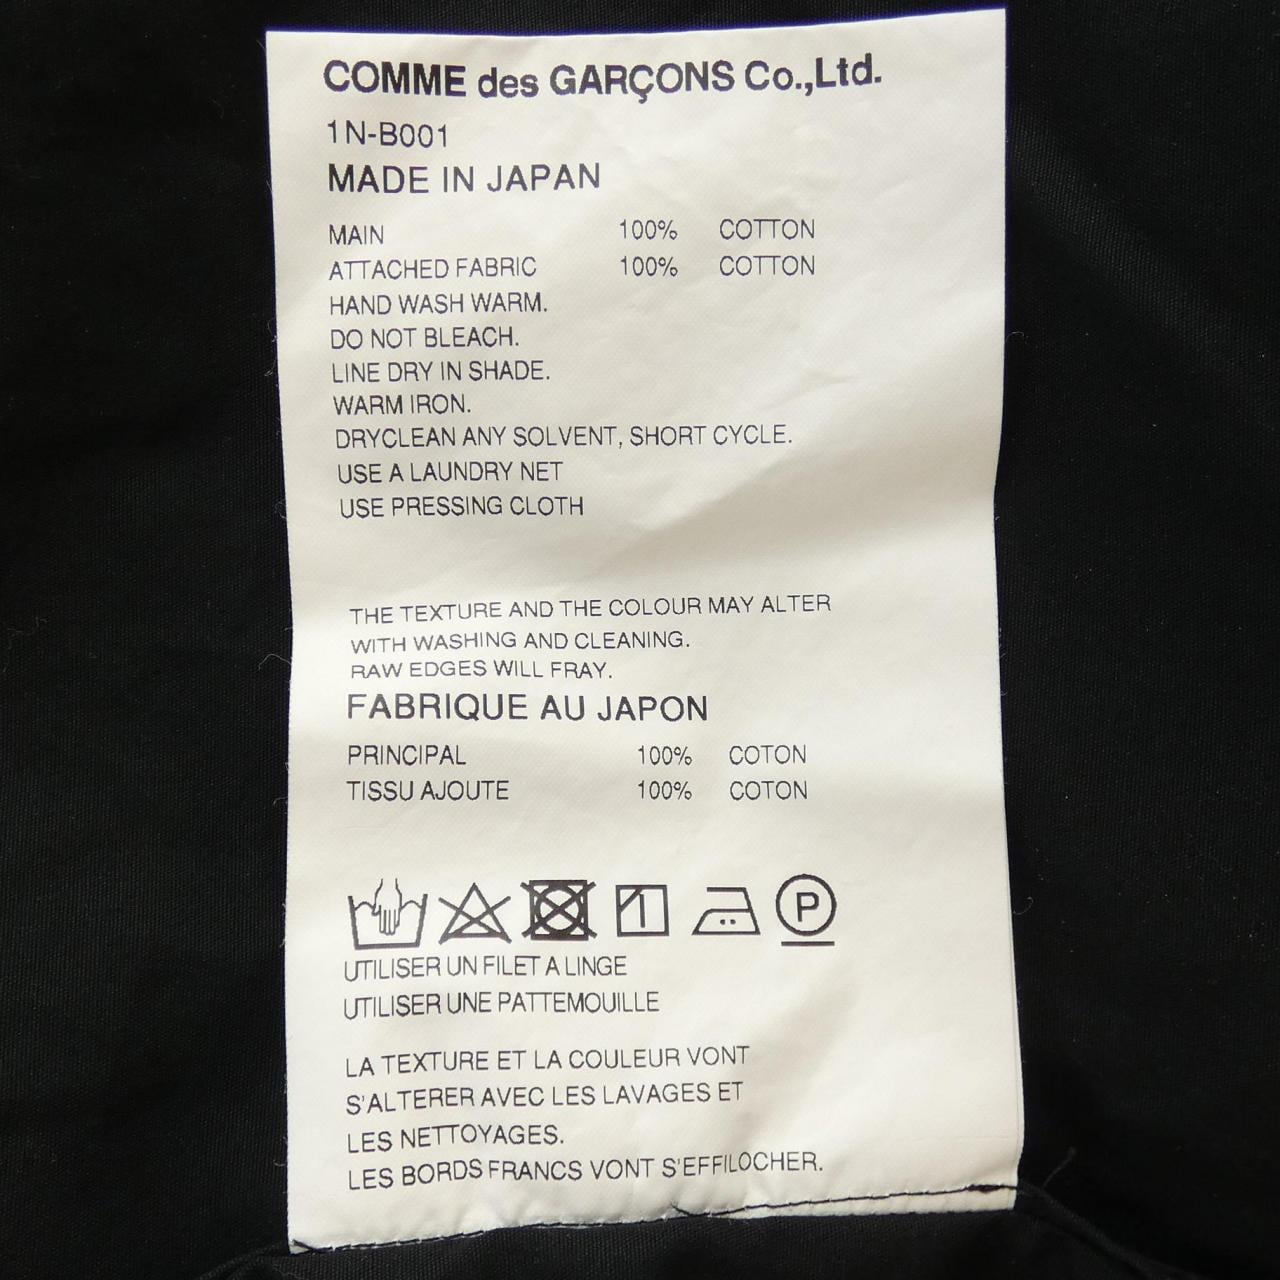 COMME des GARÇONS Co.,Ltd.
1N-B001
MADE IN JAPAN
MAIN 100% COTTON
ATTACHED FABRIC 100% COTTON
HAND WASH WARM.
DO NOT BLEACH.
LINE DRY IN SHADE.
WARM IRON.
DRYCLEAN ANY SOLVENT, SHORT CYCLE.
USE A LAUNDRY NET
USE PRESSING CLOTH
THE TEXTURE AND THE COLOUR MAY ALTER
WITH WASHING AND CLEANING.
RAW EDGES WILL FRAY.
FABRIQUE AU JAPON
PRINCIPAL 100% COTON
TISSU AJOUTE 100% COTON
P
UTILISER UN FILET A LINGE
UTILISER UNE PATTEMOUILLE
LA TEXTURE ET LA COULEUR VONT
S'ALTERER AVEC LES LAVAGES ET
LES NETTOYAGES.
LES BORDS FRANCS VONT S'EFFILOCHER.